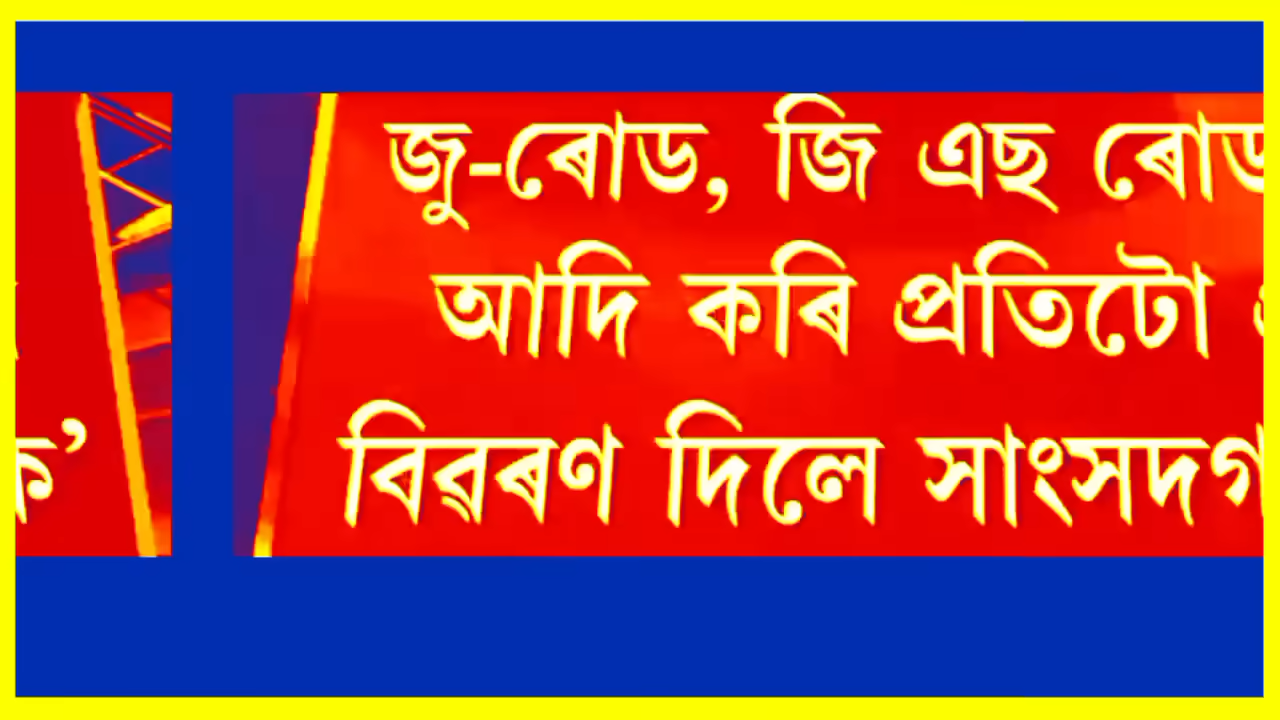 জু-ৰোড, জি এছ ৰোড
আদি কৰি প্ৰতিটো
বিৱৰণ দিলে সাংসদগ